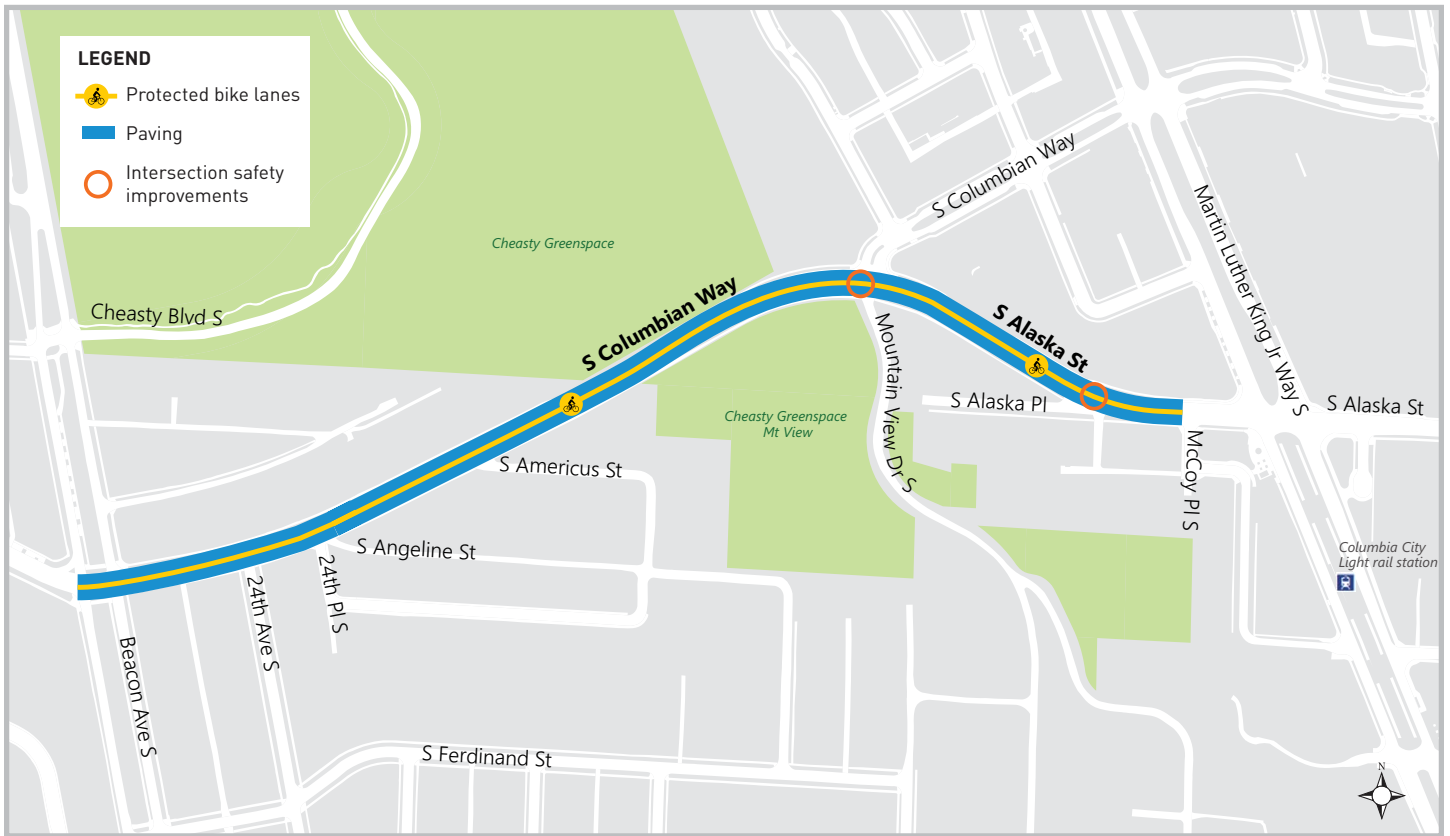 LEGEND
Protected bike lanes
Paving
Intersection safety
improvements
S Columbian Way
Martin Luther King Jr Way S
Cheasty Greenspace
Cheasty Blvd S
S Columbian Way
S Alaska St
Mountain View Dr S
S Alaska Pl
S Alaska St
Cheasty Greenspace
Mt View
McCoy Pl S
S Americus St
S Angeline St
Columbia City
Light rail station
24th Pl S
24th Ave S
Beacon Ave S
S Ferdinand St
N